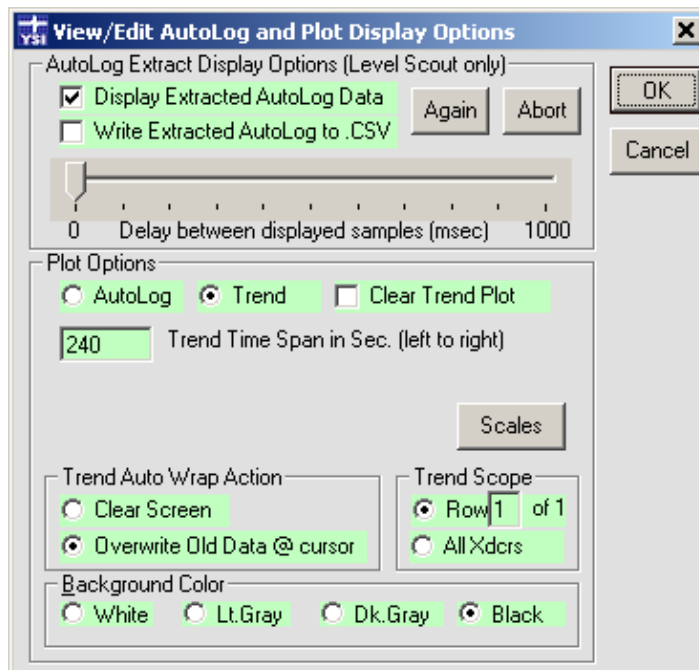 YSI View/Edit AutoLog and Plot Display Options
AutoLog Extract Display Options (Level Scout only)
Display Extracted AutoLog Data
Write Extracted AutoLog to .CSV
Again
Abort
OK
Cancel
0 Delay between displayed samples (msec) 1000
Plot Options
AutoLog Trend Clear Trend Plot
240 Trend Time Span in Sec. (left to right)
Scales
Trend Auto Wrap Action
Clear Screen
Overwrite Old Data @ cursor
Trend Scope
Row 1 of 1
All Xdcrs
Background Color
White Lt.Gray Dk.Gray Black